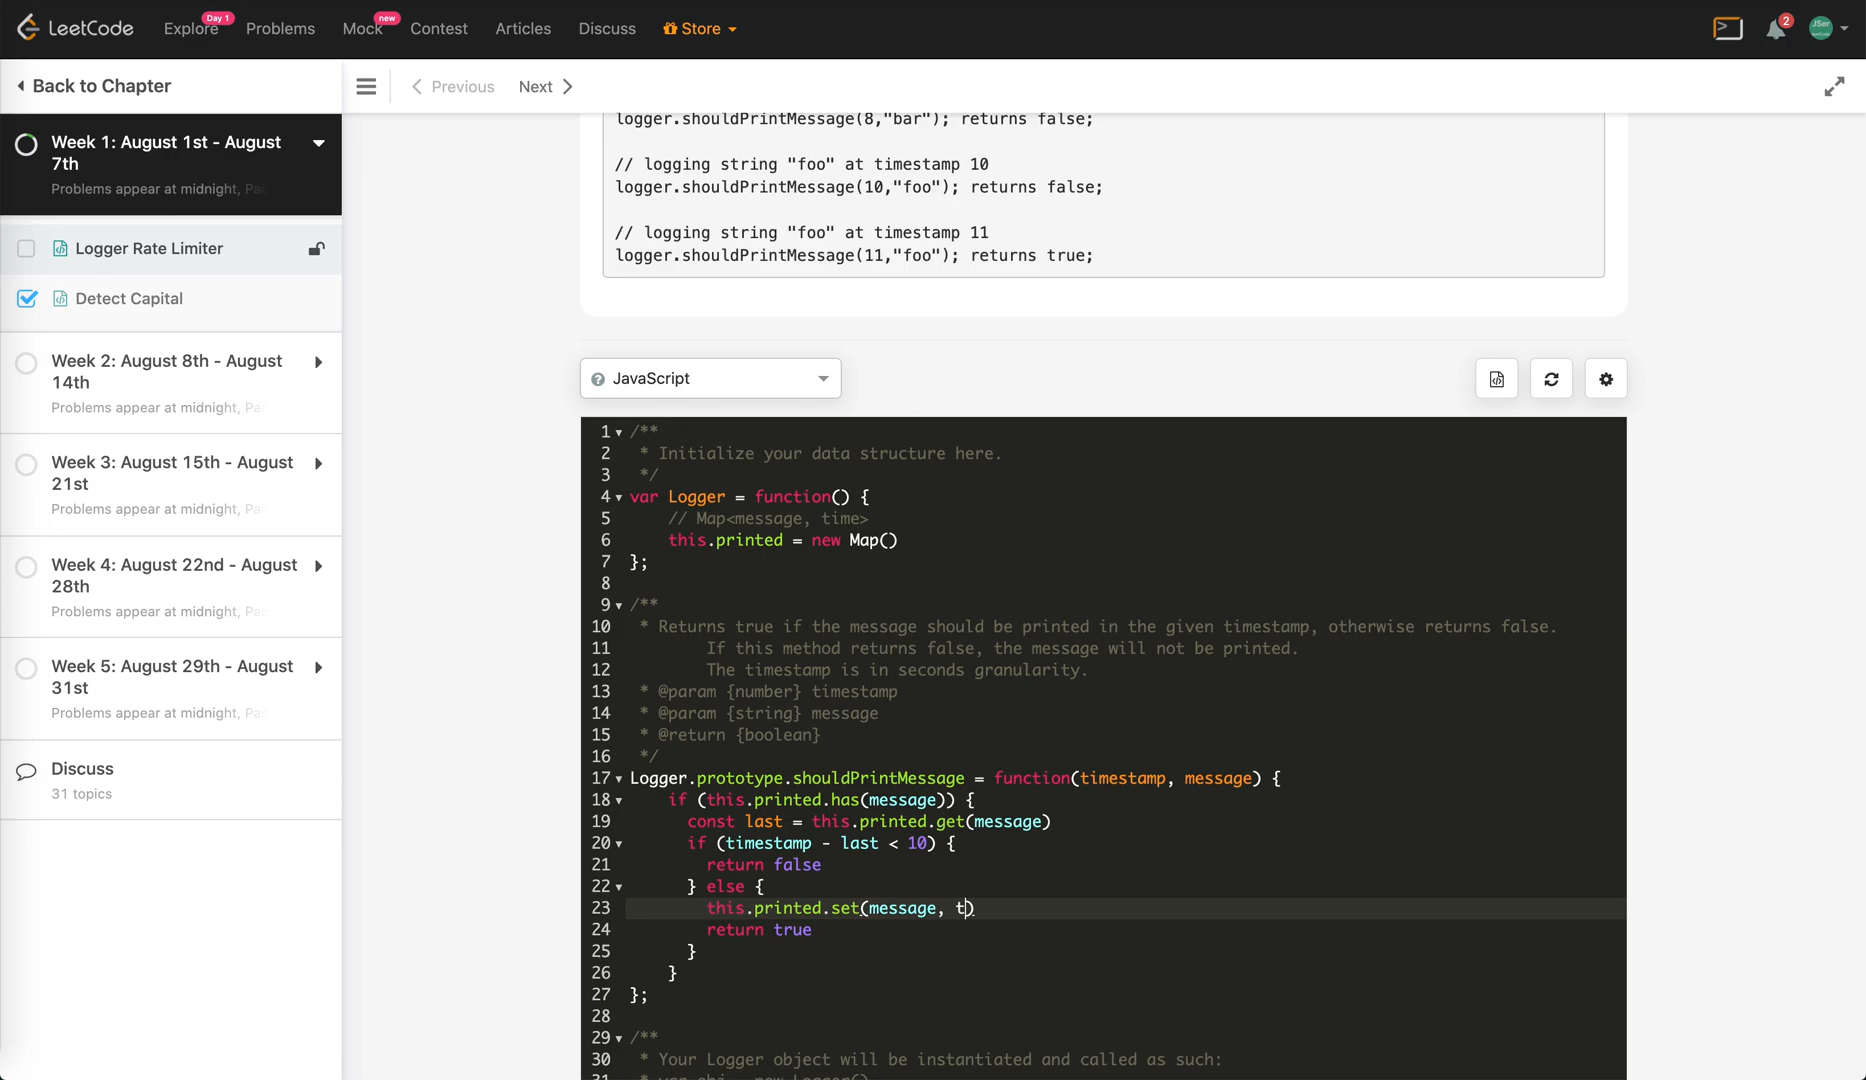 LeetCode
Explore
Day 1
Problems
Mock
new
Contest
Articles
Discuss
Store
2
JSer
Back to Chapter
Previous
Next
Week 1: August 1st - August
7th
Problems appear at midnight, Pac
Logger Rate Limiter
Detect Capital
Week 2: August 8th - August
14th
Problems appear at midnight, Pac
Week 3: August 15th - August
21st
Problems appear at midnight, Pac
Week 4: August 22nd - August
28th
Problems appear at midnight, Pac
Week 5: August 29th - August
31st
Problems appear at midnight, Pac
Discuss
31 topics
logger.shouldPrintMessage(8,"bar"); returns false;
// logging string "foo" at timestamp 10
logger.shouldPrintMessage(10,"foo"); returns false;
// logging string "foo" at timestamp 11
logger.shouldPrintMessage(11,"foo"); returns true;
JavaScript
1 /**
2 * Initialize your data structure here.
3 */
4 var Logger = function() {
5 // Map<message, time>
6 this.printed = new Map()
7 };
8
9 /**
10 * Returns true if the message should be printed in the given timestamp, otherwise returns false.
11 If this method returns false, the message will not be printed.
12 The timestamp is in seconds granularity.
13 * @param {number} timestamp
14 * @param {string} message
15 * @return {boolean}
16 */
17 Logger.prototype.shouldPrintMessage = function(timestamp, message) {
18 if (this.printed.has(message)) {
19 const last = this.printed.get(message)
20 if (timestamp - last < 10) {
21 return false
22 } else {
23 this.printed.set(message, t)
24 return true
25 }
26 }
27 };
28
29 /**
30 * Your Logger object will be instantiated and called as such:
31 * var obj = new Logger()